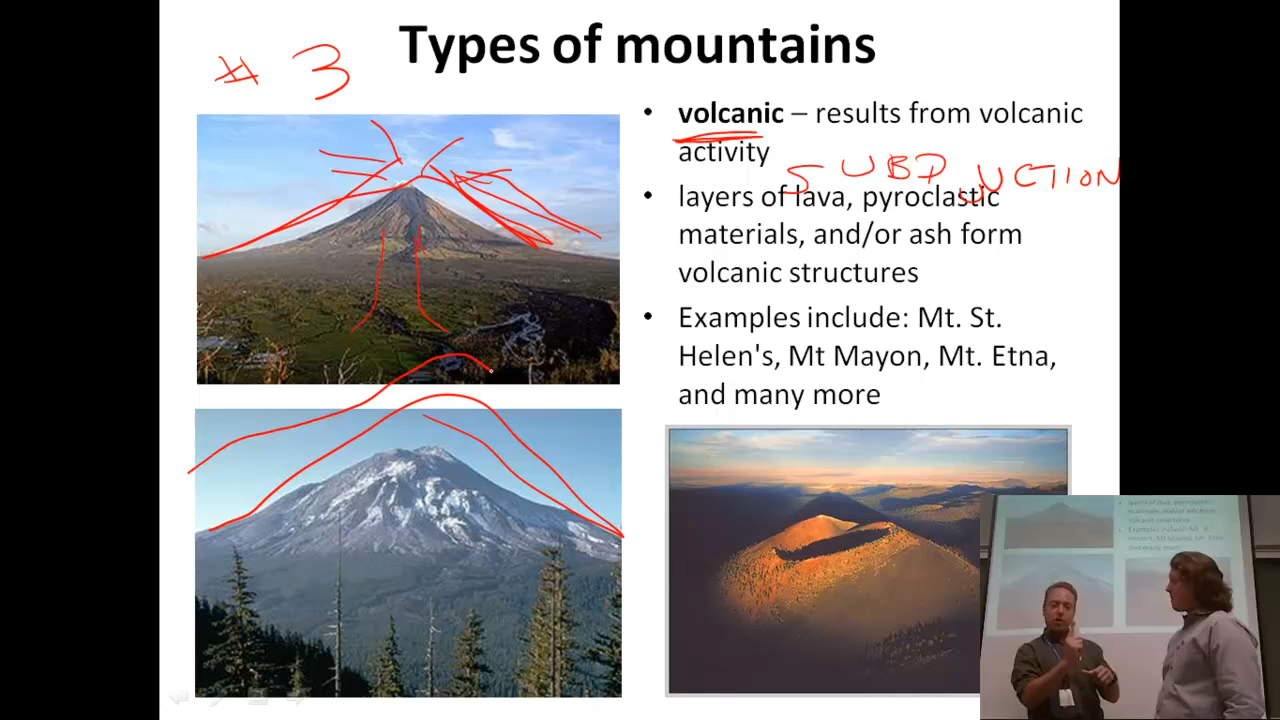 Types of mountains
# 3
• volcanic – results from volcanic
activity
SUBDUCTION
• layers of lava, pyroclastic
materials, and/or ash form
volcanic structures
• Examples include: Mt. St.
Helen's, Mt Mayon, Mt. Etna,
and many more